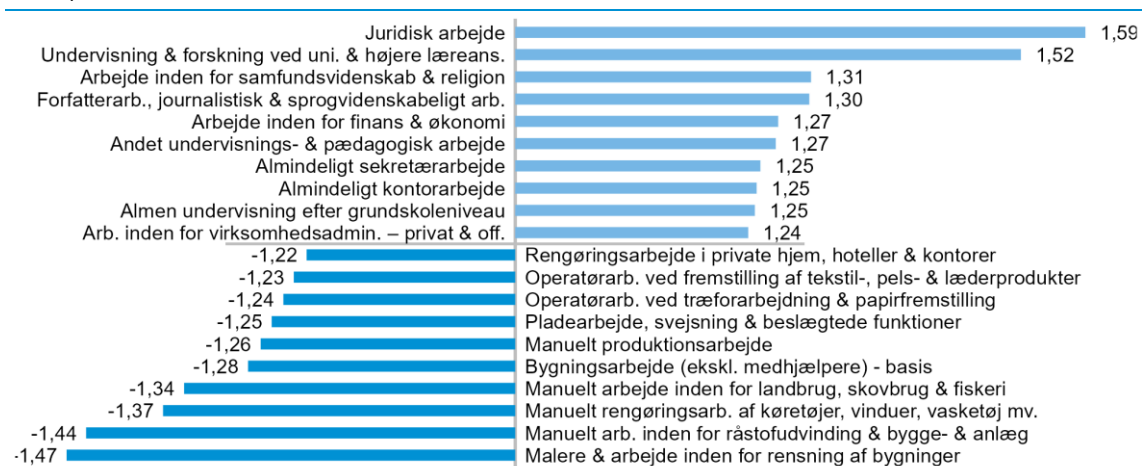 Juridisk arbejde 1,59
Undervisning & forskning ved uni. & højere læreans. 1,52
Arbejde inden for samfundsvidenskab & religion 1,31
Forfatterarb., journalistisk & sprogvidenskabeligt arb. 1,30
Arbejde inden for finans & økonomi 1,27
Andet undervisnings- & pædagogisk arbejde 1,27
Almindeligt sekretærarbejde 1,25
Almindeligt kontorarbejde 1,25
Almen undervisning efter grundskoleniveau 1,25
Arb. inden for virksomhedsadmin. – privat & off. 1,24
-1,22 Rengøringsarbejde i private hjem, hoteller & kontorer
-1,23 Operatørarb. ved fremstilling af tekstil-, pels- & læderprodukter
-1,24 Operatørarb. ved træforarbejdning & papirfremstilling
-1,25 Pladearbejde, svejsning & beslægtede funktioner
-1,26 Manuelt produktionsarbejde
-1,28 Bygningsarbejde (ekskl. medhjælpere) - basis
-1,34 Manuelt arbejde inden for landbrug, skovbrug & fiskeri
-1,37 Manuelt rengøringsarb. af køretøjer, vinduer, vasketøj mv.
-1,44 Manuelt arb. inden for råstofudvinding & bygge- & anlæg
-1,47 Malere & arbejde inden for rensning af bygninger